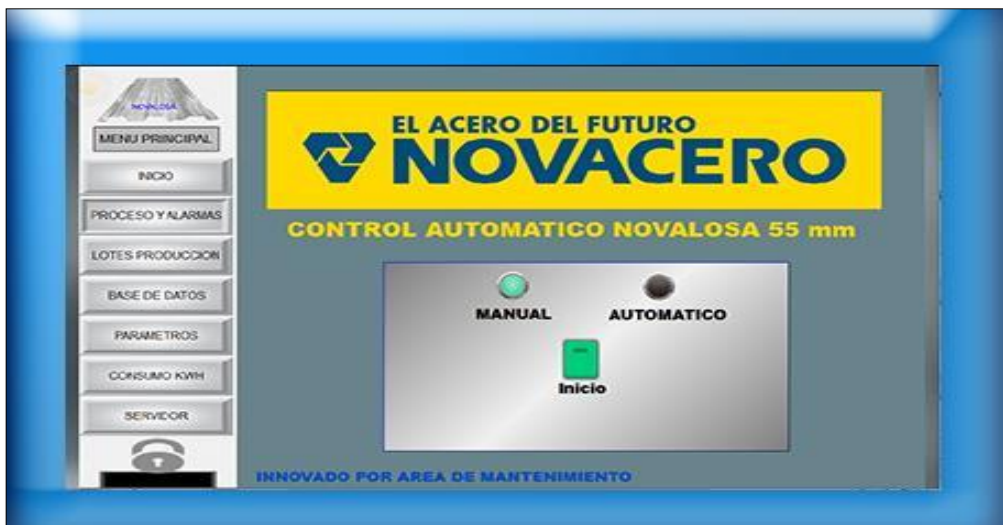 NOVALOSA
MENU PRINCIPAL
INICIO
PROCESO Y ALARMAS
LOTES PRODUCCION
BASE DE DATOS
PARAMETROS
CONSUMO KWH
SERVIDOR
EL ACERO DEL FUTURO
NOVACERO
CONTROL AUTOMATICO NOVALOSA 55 mm
MANUAL AUTOMATICO
Inicio
INNOVADO POR AREA DE MANTENIMIENTO